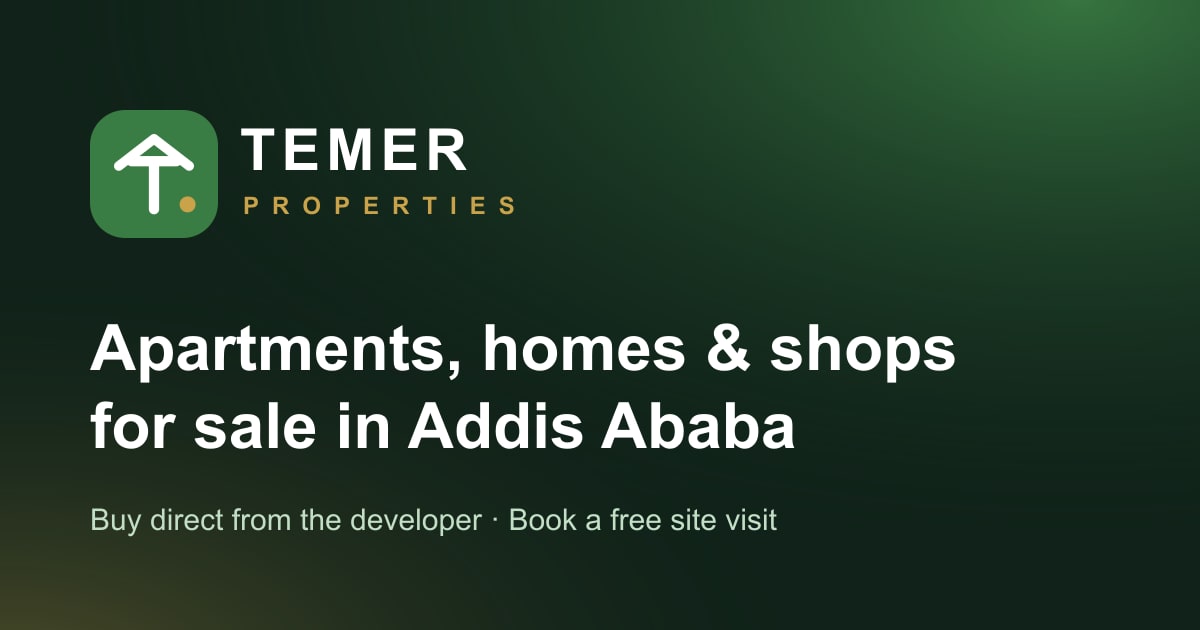 TEMER
PROPERTIES
Apartments, homes & shops
for sale in Addis Ababa
Buy direct from the developer · Book a free site visit